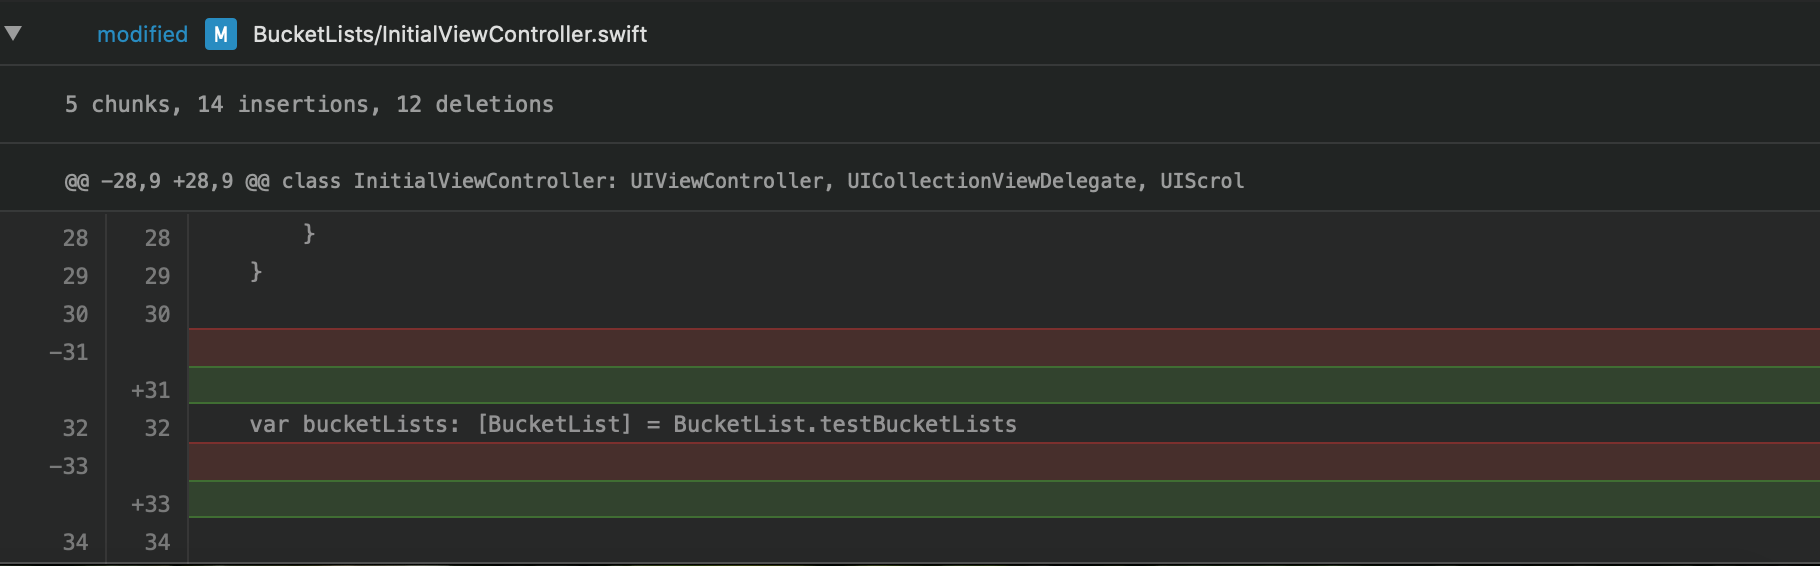 modified M BucketLists/InitialViewController.swift
5 chunks, 14 insertions, 12 deletions
@@ -28,9 +28,9 @@ class InitialViewController: UIViewController, UICollectionViewDelegate, UIScrol
28 28 }
29 29 }
30 30
-31
+31
32 32 var bucketLists: [BucketList] = BucketList.testBucketLists
-33
+33
34 34